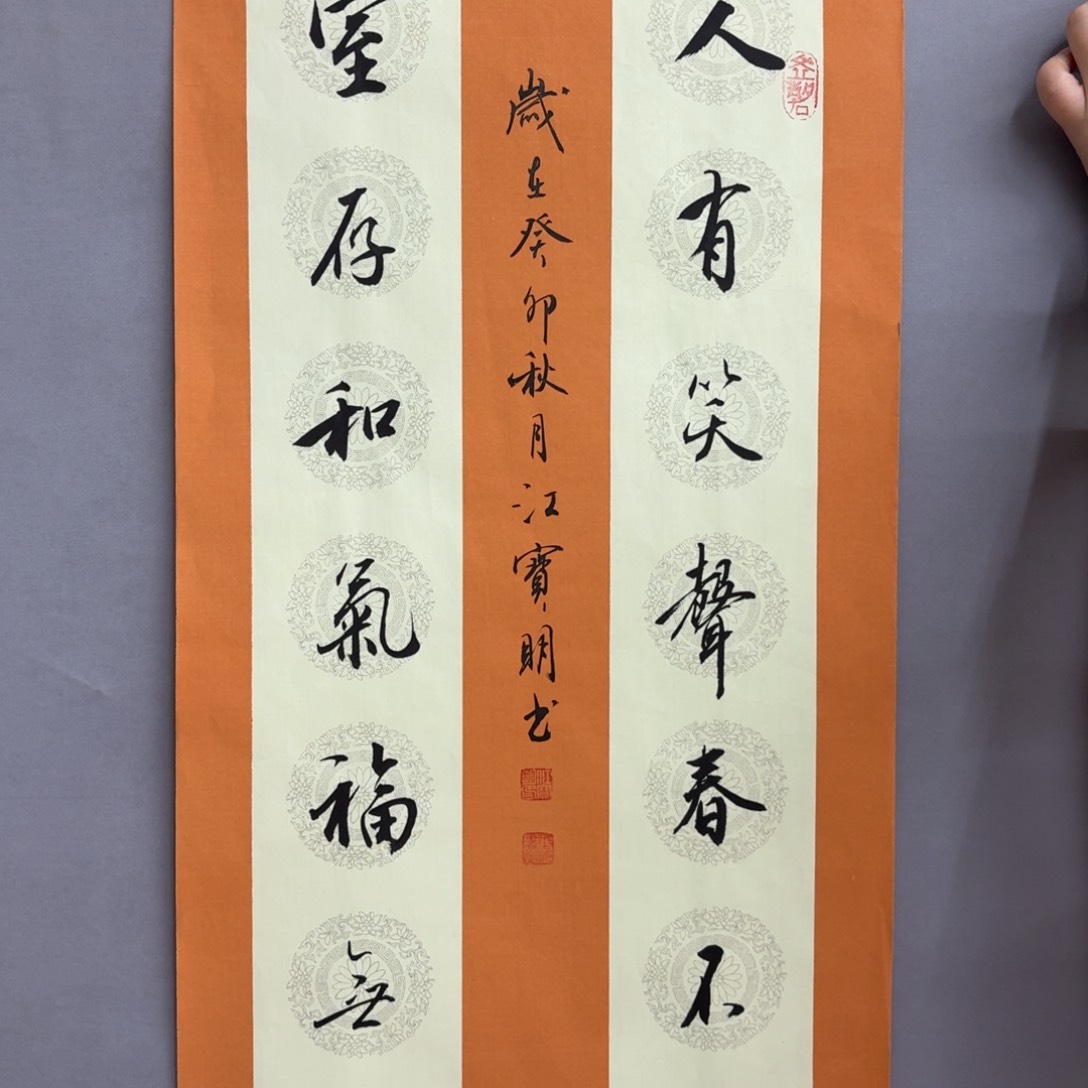 人有笑聲春不
歲在癸卯秋月江寶明书
室存和氣福無